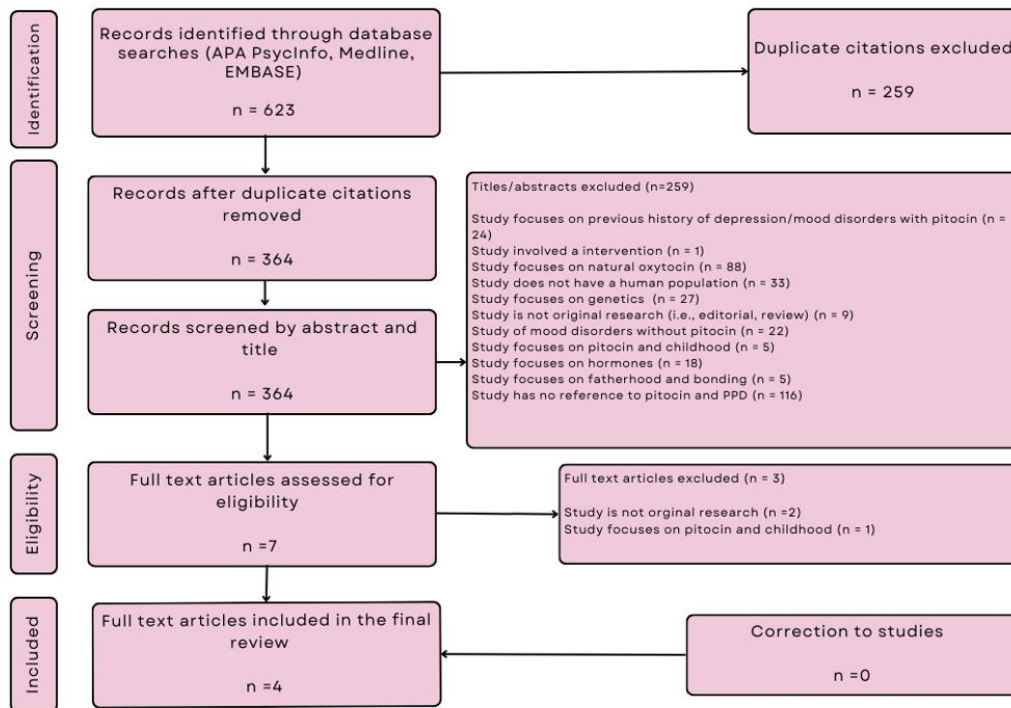 Identification
Records identified through database
searches (APA PsycInfo, Medline,
EMBASE)
n = 623
Duplicate citations excluded
n = 259
Screening
Records after duplicate citations
removed
n = 364
Records screened by abstract and
title
n = 364
Titles/abstracts excluded (n=259)
Study focuses on previous history of depression/mood disorders with pitocin (n =
24)
Study involved a intervention (n = 1)
Study focuses on natural oxytocin (n = 88)
Study does not have a human population (n = 33)
Study focuses on genetics (n = 27)
Study is not original research (i.e., editorial, review) (n = 9)
Study of mood disorders without pitocin (n = 22)
Study focuses on pitocin and childhood (n = 5)
Study focuses on hormones (n = 18)
Study focuses on fatherhood and bonding (n = 5)
Study has no reference to pitocin and PPD (n = 116)
Eligibility
Full text articles assessed for
eligibility
n =7
Full text articles excluded (n = 3)
Study is not orginal research (n =2)
Study focuses on pitocin and childhood (n = 1)
Included
Full text articles included in the final
review
n =4
Correction to studies
n =0